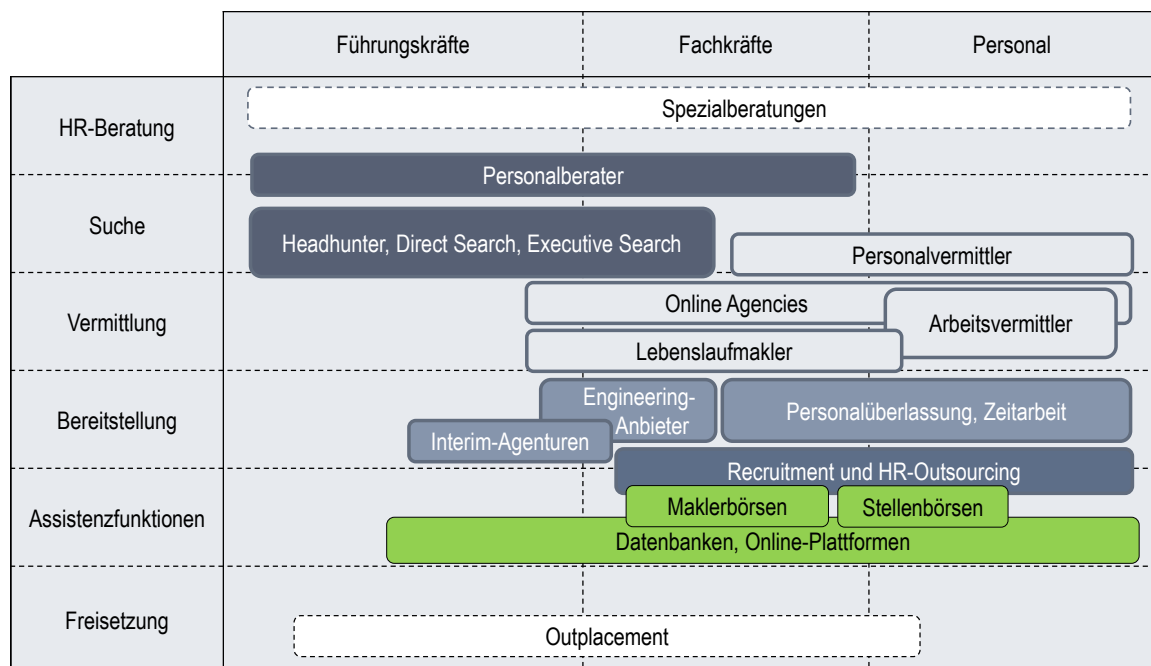 Führungskräfte
Fachkräfte
Personal
HR-Beratung
Spezialberatungen
Personalberater
Suche
Headhunter, Direct Search, Executive Search
Personalvermittler
Vermittlung
Online Agencies
Arbeitsvermittler
Lebenslaufmakler
Bereitstellung
Engineering-
Anbieter
Personalüberlassung, Zeitarbeit
Interim-Agenturen
Recruitment und HR-Outsourcing
Assistenzfunktionen
Maklerbörsen
Stellenbörsen
Datenbanken, Online-Plattformen
Freisetzung
Outplacement